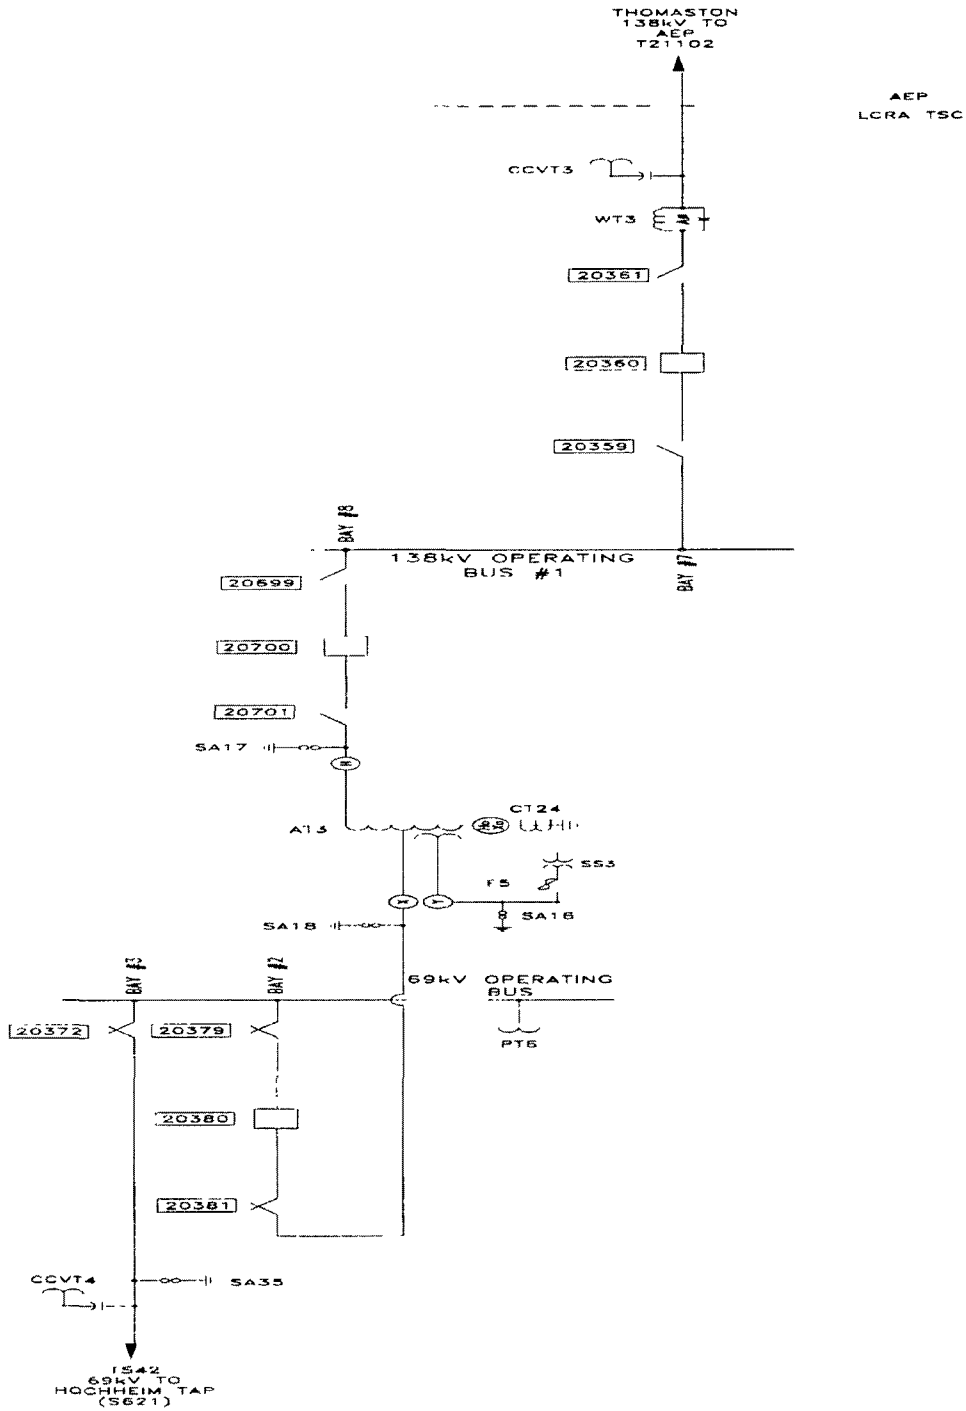 THOMASTON
138kV TO
AEP
T21102
AEP
LCRA TSC
CCVT3
WT3
20361
20360
20359
BAY #8
138kV OPERATING
BUS #1
BAY #7
20699
20700
20701
SA17
H
AT3
CT24
SS3
F5
X
Y
SA16
SA18
BAY #3
BAY #2
69kV OPERATING
BUS
20372
20379
PT6
20380
20381
CCVT4
SA35
T542
69kV TO
HOCHHEIM TAP
(S621)